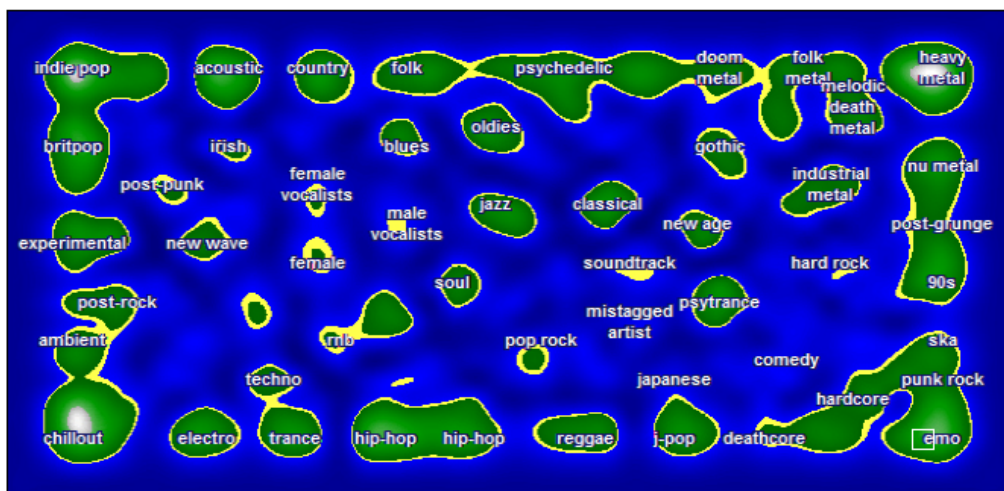 indie pop
acoustic
country
folk
psychedelic
doom
metal
folk
metal
melodic
death
metal
heavy
metal
britpop
irish
blues
oldies
gothic
nu metal
post-punk
female
vocalists
industrial
metal
male
vocalists
jazz
classical
new age
post-grunge
experimental
new wave
female
soundtrack
hard rock
soul
90s
post-rock
psytrance
mistagged
artist
ambient
rnb
pop rock
ska
comedy
techno
japanese
punk rock
hardcore
chillout
electro
trance
hip-hop
hip-hop
reggae
j-pop
deathcore
emo